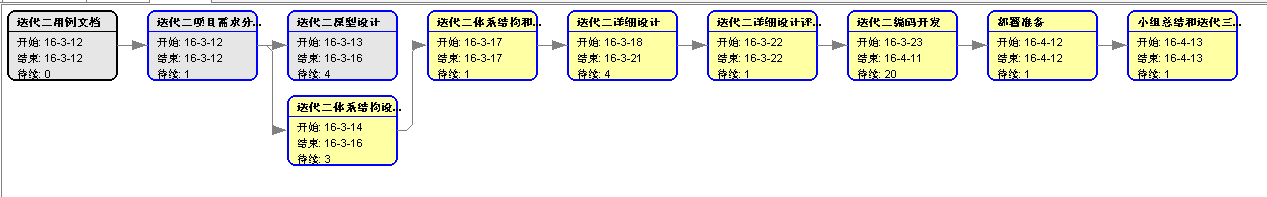 迭代二用例文档
开始: 16-3-12
结束: 16-3-12
待续: 0
迭代二项目需求分...
开始: 16-3-12
结束: 16-3-12
待续: 1
迭代二原型设计
开始: 16-3-13
结束: 16-3-16
待续: 4
迭代二体系结构设...
开始: 16-3-14
结束: 16-3-16
待续: 3
迭代二体系结构和...
开始: 16-3-17
结束: 16-3-17
待续: 1
迭代二详细设计
开始: 16-3-18
结束: 16-3-21
待续: 4
迭代二详细设计评...
开始: 16-3-22
结束: 16-3-22
待续: 1
迭代二编码开发
开始: 16-3-23
结束: 16-4-11
待续: 20
部署准备
开始: 16-4-12
结束: 16-4-12
待续: 1
小组总结和迭代三...
开始: 16-4-13
结束: 16-4-13
待续: 1